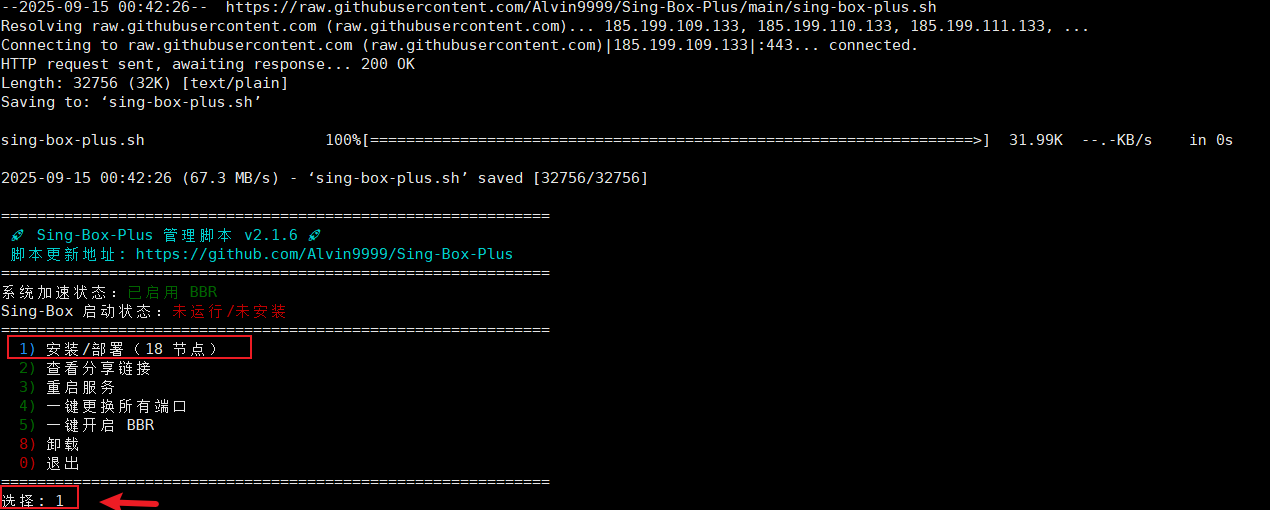 --2025-09-15 00:42:26--  https://raw.githubusercontent.com/Alvin9999/Sing-Box-Plus/main/sing-box-plus.sh
Resolving raw.githubusercontent.com (raw.githubusercontent.com)... 185.199.109.133, 185.199.110.133, 185.199.111.133, ...
Connecting to raw.githubusercontent.com (raw.githubusercontent.com)|185.199.109.133|:443... connected.
HTTP request sent, awaiting response... 200 OK
Length: 32756 (32K) [text/plain]
Saving to: ‘sing-box-plus.sh’
sing-box-plus.sh 100%[===================================================================>] 31.99K --.-KB/s in 0s
2025-09-15 00:42:26 (67.3 MB/s) - ‘sing-box-plus.sh’ saved [32756/32756]
=============================================================
🚀 Sing-Box-Plus 管理脚本 v2.1.6 🚀
脚本更新地址: https://github.com/Alvin9999/Sing-Box-Plus
=============================================================
系统加速状态：已启用 BBR
Sing-Box 启动状态：未运行/未安装
=============================================================
1) 安装/部署（18 节点）
2) 查看分享链接
3) 重启服务
4) 一键更换所有端口
5) 一键开启 BBR
8) 卸载
0) 退出
=============================================================
选择: 1